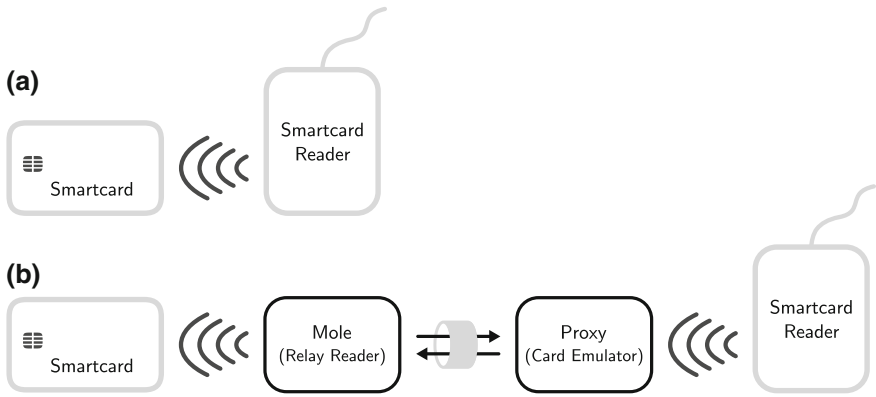 (a)
Smartcard
Smartcard
Reader
(b)
Smartcard
Mole
(Relay Reader)
Proxy
(Card Emulator)
Smartcard
Reader